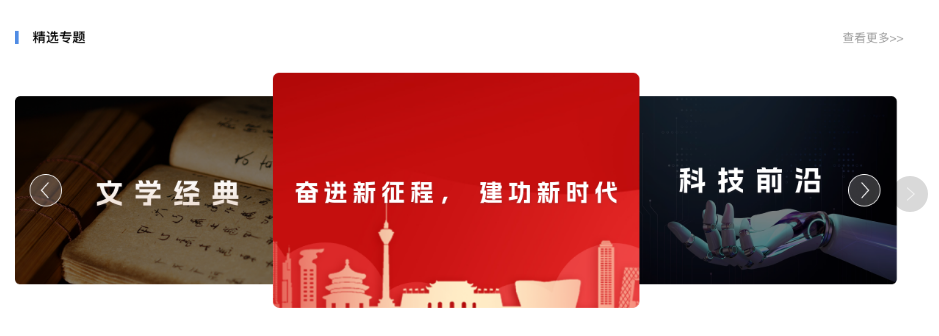 精选专题
查看更多>>
文学经典
奋进新征程， 建功新时代
科技前沿